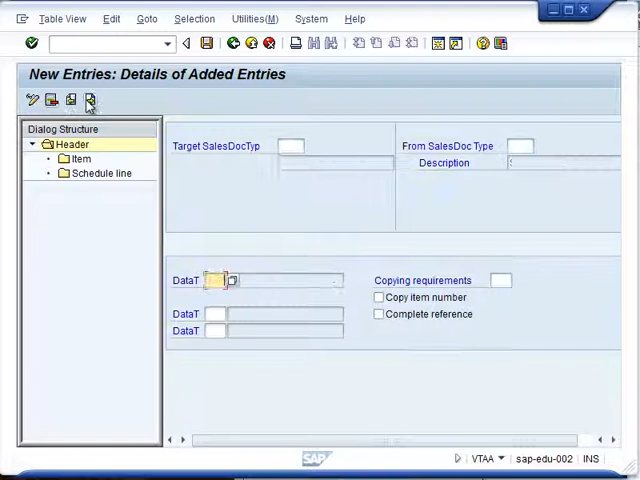 Table View Edit Goto Selection Utilities(M) System Help
New Entries: Details of Added Entries
Dialog Structure
Header
Item
Schedule line
Target SalesDocTyp
From SalesDoc Type
Description
DataT
Copying requirements
Copy item number
DataT
Complete reference
DataT
SAP
VTAA sap-edu-002 INS